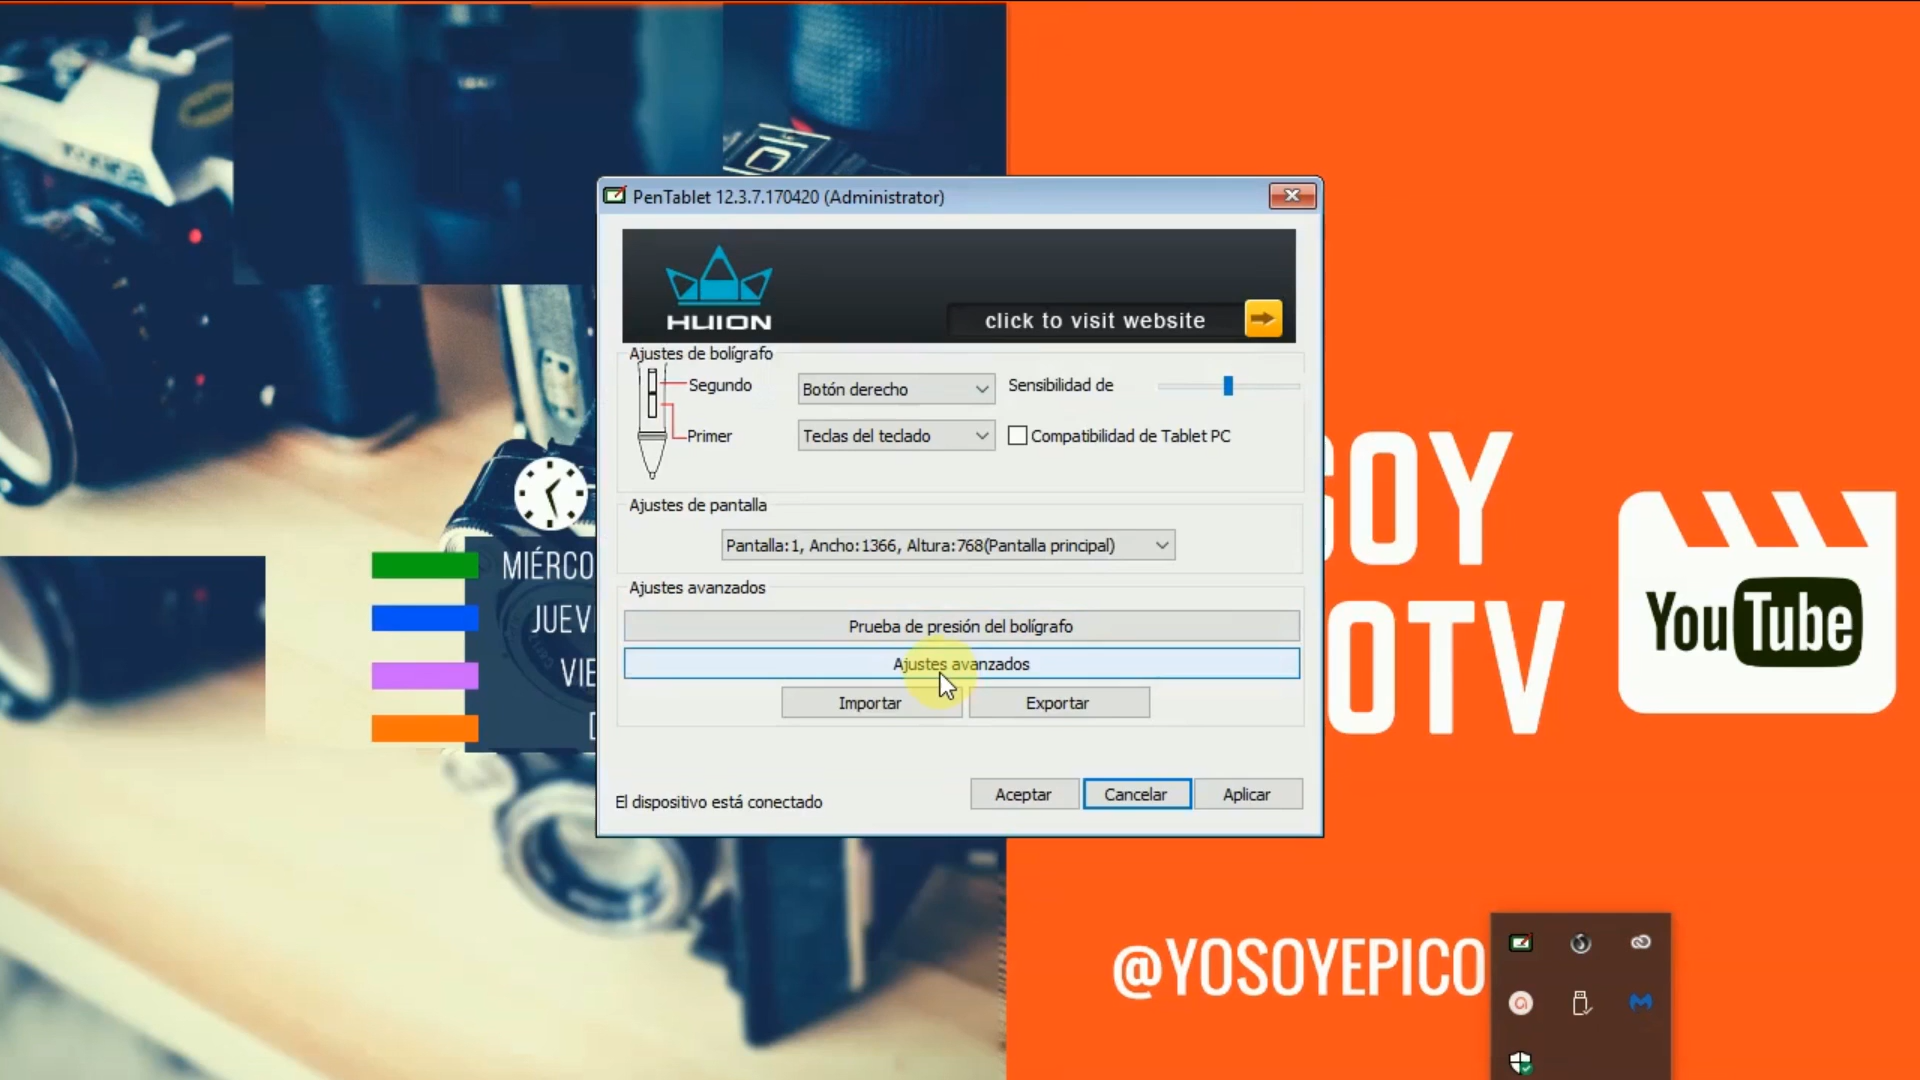 PenTablet 12.3.7.170420 (Administrator)
HUION
click to visit website
Ajustes de bolígrafo
Segundo
Botón derecho
Sensibilidad de
Primer
Teclas del teclado
Compatibilidad de Tablet PC
Ajustes de pantalla
Pantalla:1, Ancho:1366, Altura:768(Pantalla principal)
Ajustes avanzados
Prueba de presión del bolígrafo
Ajustes avanzados
Importar
Exportar
El dispositivo está conectado
Aceptar
Cancelar
Aplicar
MIÉRCO
JUEV
VIE
D
SOY
OTV
YouTube
@YOSOYEPICO